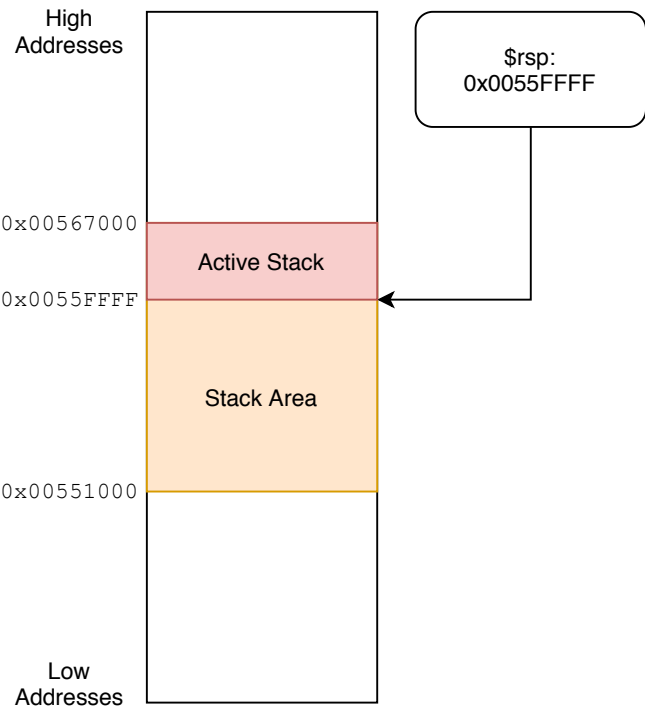 High
Addresses
$rsp:
0x0055FFFF
0x00567000
Active Stack
0x0055FFFF
Stack Area
0x00551000
Low
Addresses